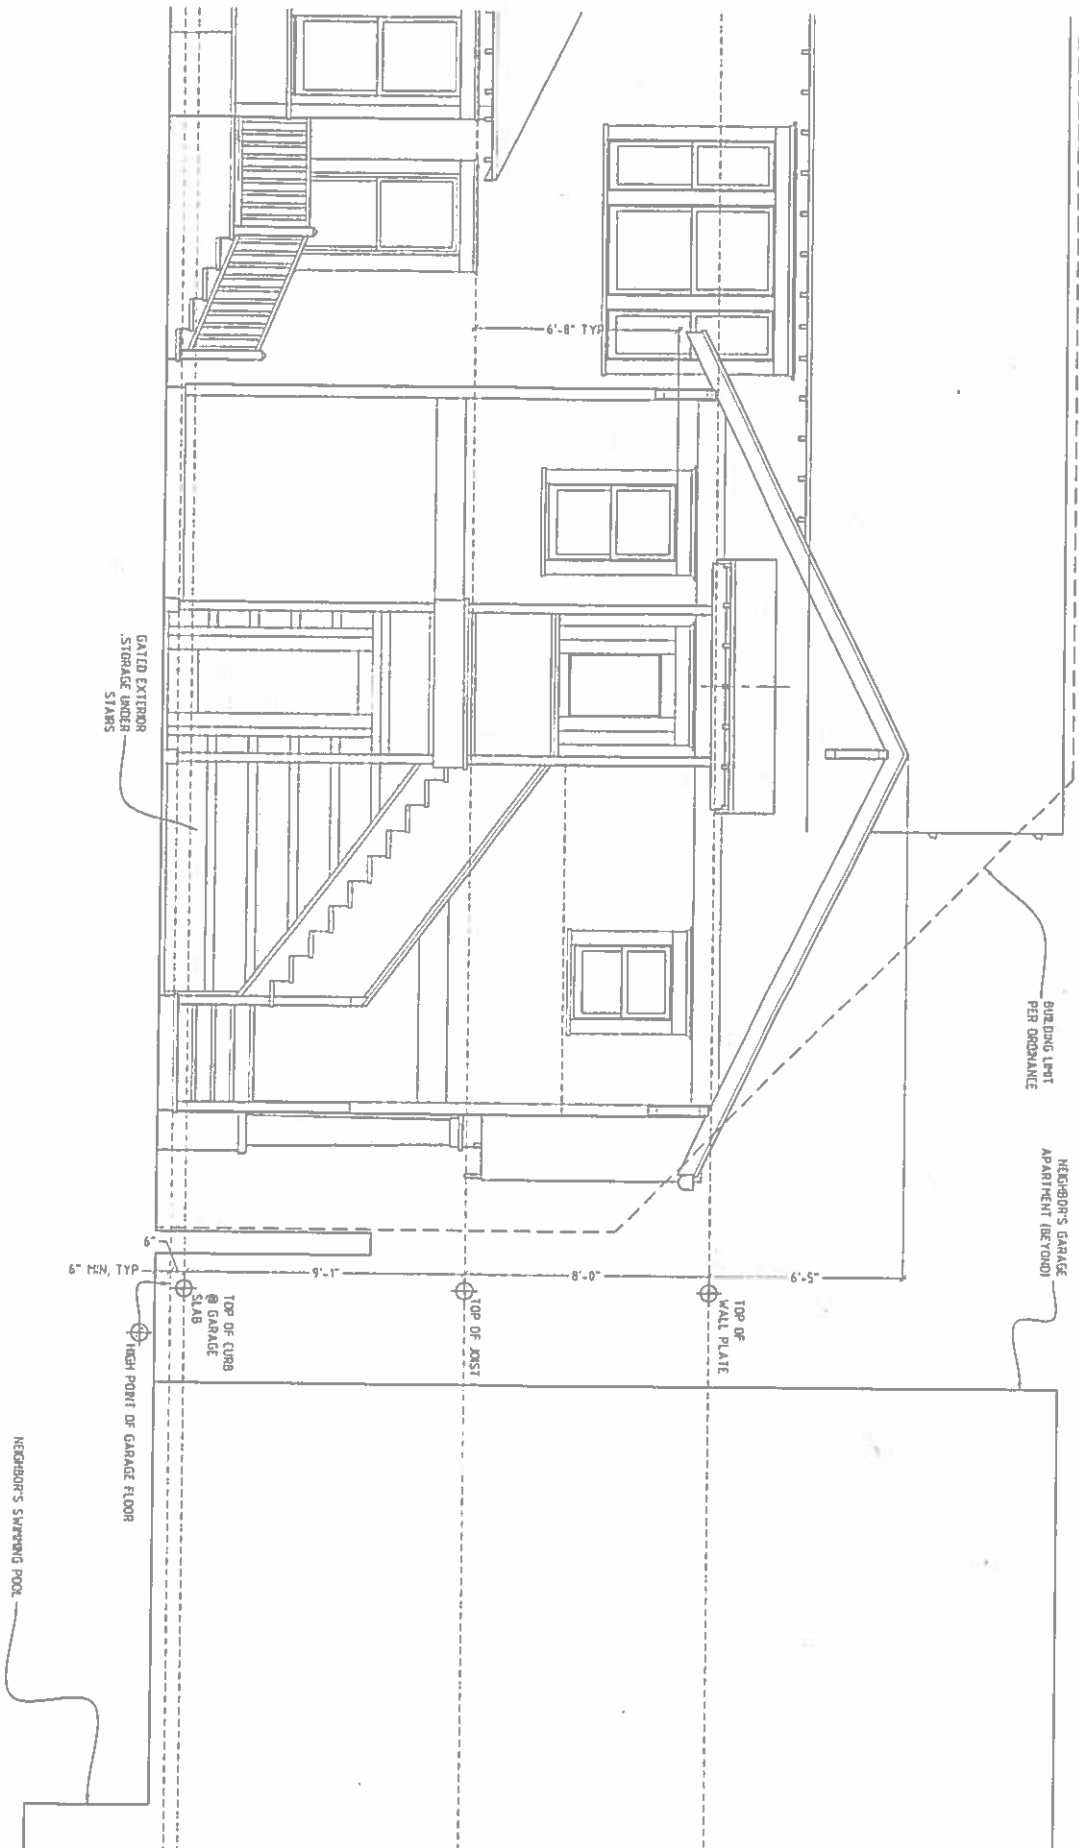 6'-8" TYP
GATED EXTERIOR
STORAGE UNDER
STAIRS
BUILDING LIMIT
PER ORDINANCE
NEIGHBOR'S GARAGE
APARTMENT (BEYOND)
6"
6" MIN, TYP
9'-1"
8'-0"
6'-5"
TOP OF
WALL PLATE
TOP OF JOIST
TOP OF CURB
@ GARAGE
SLAB
HIGH POINT OF GARAGE FLOOR
NEIGHBOR'S SWIMMING POOL